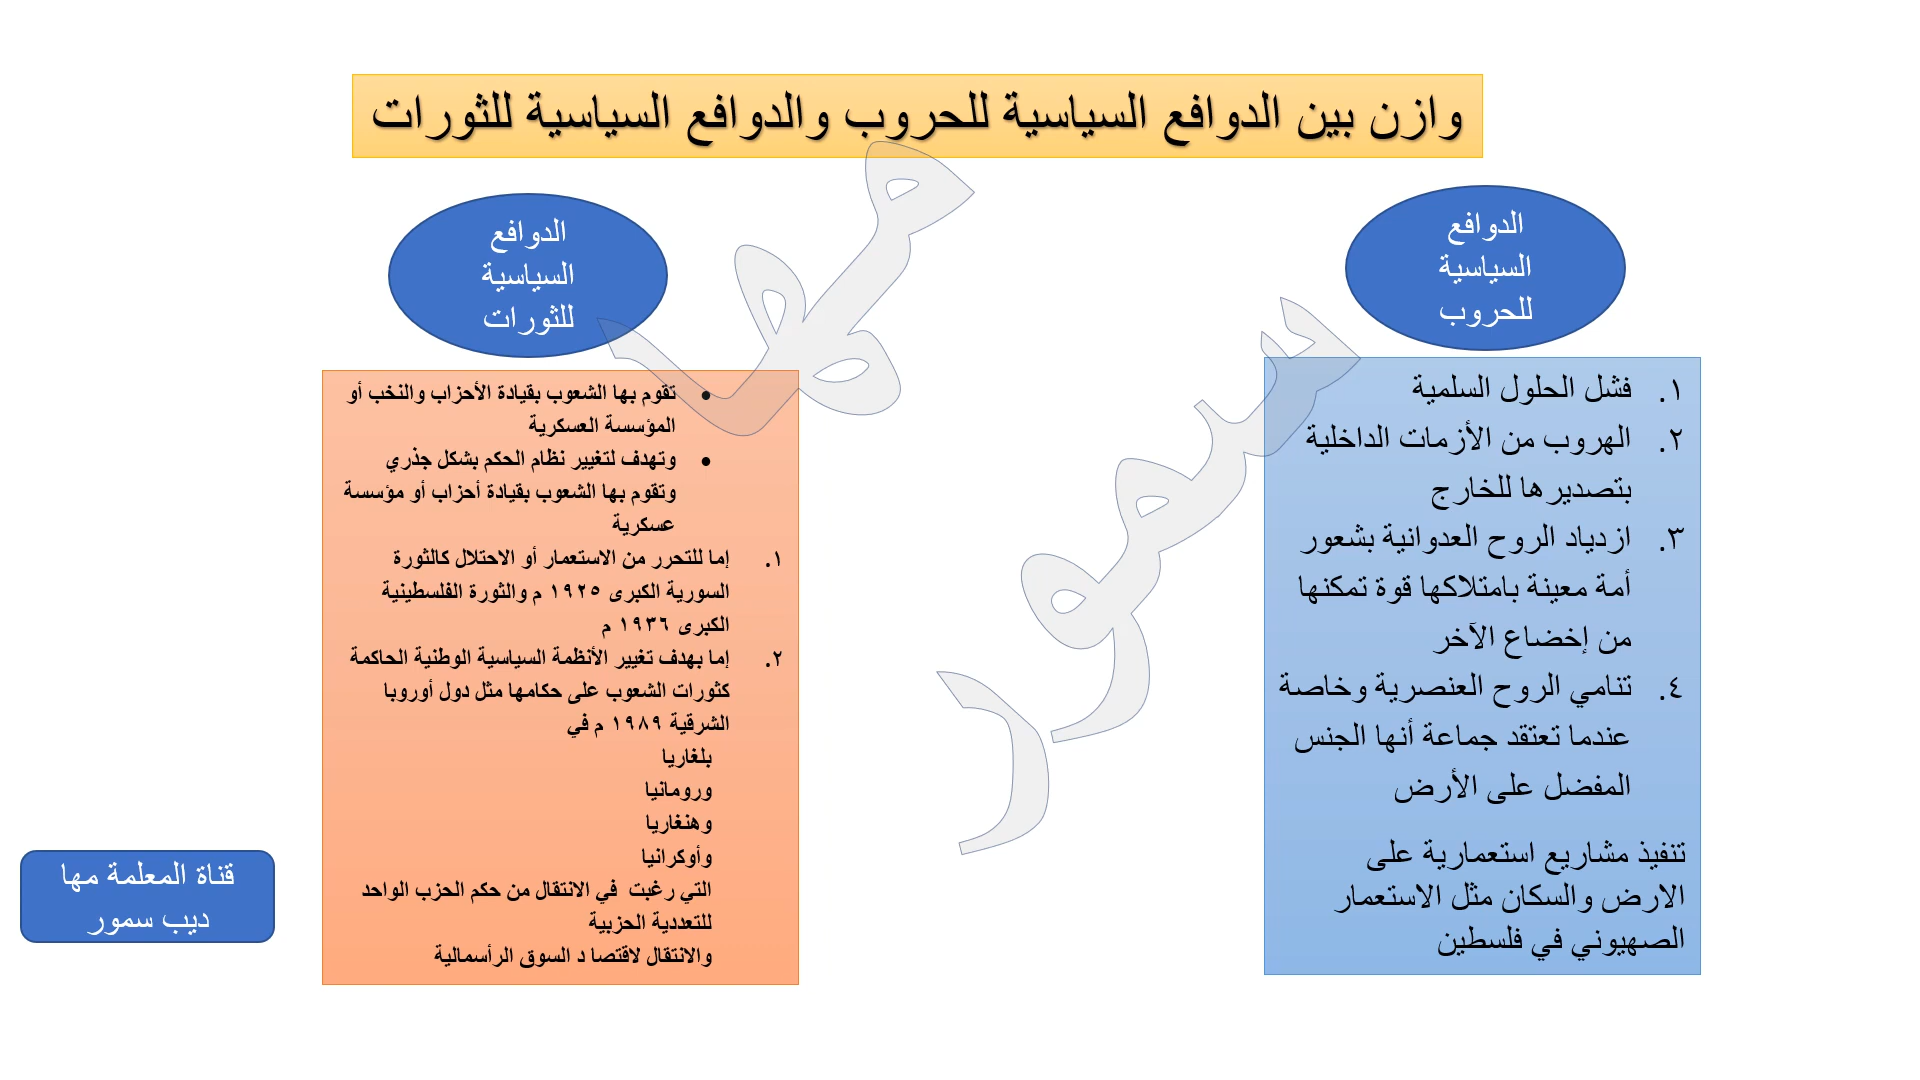 وازن بين الدوافع السياسية للحروب والدوافع السياسية للثورات
الدوافع
السياسية
للحروب
١. فشل الحلول السلمية
٢. الهروب من الأزمات الداخلية
بتصديرها للخارج
٣. ازدياد الروح العدوانية بشعور
أمة معينة بامتلاكها قوة تمكنها
من إخضاع الآخر
٤. تنامي الروح العنصرية وخاصة
عندما تعتقد جماعة أنها الجنس
المفضل على الأرض
تنفيذ مشاريع استعمارية على
الارض والسكان مثل الاستعمار
الصهيوني في فلسطين
الدوافع
السياسية
للثورات
• تقوم بها الشعوب بقيادة الأحزاب والنخب أو
المؤسسة العسكرية
• وتهدف لتغيير نظام الحكم بشكل جذري
وتقوم بها الشعوب بقيادة أحزاب أو مؤسسة
عسكرية
١. إما للتحرر من الاستعمار أو الاحتلال كالثورة
السورية الكبرى ١٩٢٥ م والثورة الفلسطينية
الكبرى ١٩٣٦ م
٢. إما بهدف تغيير الأنظمة السياسية الوطنية الحاكمة
كثورات الشعوب على حكامها مثل دول أوروبا
الشرقية ١٩٨٩ م في
بلغاريا
ورومانيا
وهنغاريا
وأوكرانيا
التي رغبت في الانتقال من حكم الحزب الواحد
للتعددية الحزبية
والانتقال لاقتصا د السوق الرأسمالية
قناة المعلمة مها
ديب سمور
مها سمور